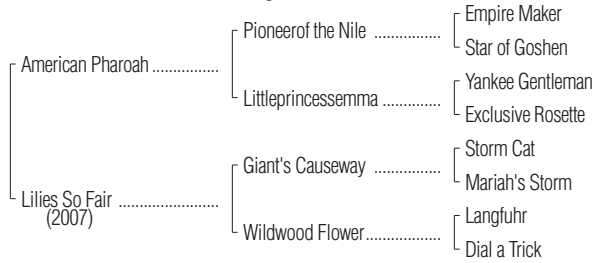 Empire Maker
Pioneerof the Nile ................
Star of Goshen
American Pharoah ................
Yankee Gentleman
Littleprincessemma ..............
Exclusive Rosette
Storm Cat
Giant's Causeway ................
Mariah's Storm
Lilies So Fair ........................
(2007)
Langfuhr
Wildwood Flower..................
Dial a Trick